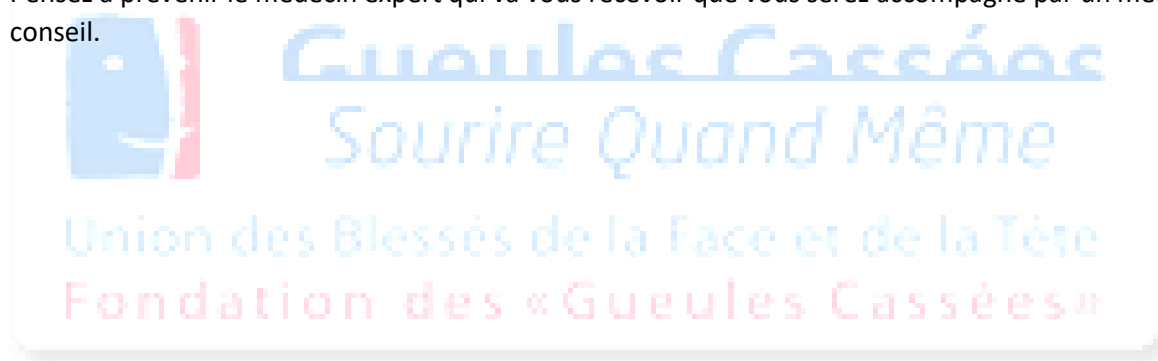 Pensez à prévenir le médecin expert qui va vous recevoir que vous serez accompagné par un
conseil.
Gueules Cassées
Sourire Quand Même
Union des Blessés de la Face et de la Tête
Fondation des «Gueules Cassées»